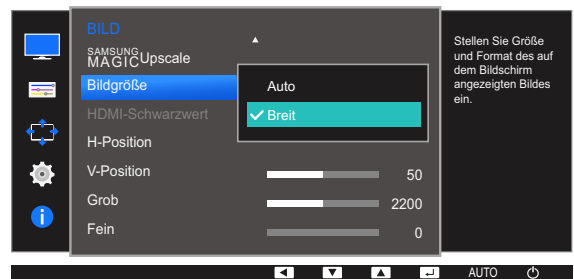 BILD
SAMSUNG
MAGICUpscale
Bildgröße
Auto
Breit
HDMI-Schwarzwert
H-Position
V-Position
50
Grob
2200
Fein
0
Stellen Sie Größe
und Format des auf
dem Bildschirm
angezeigten Bildes
ein.
AUTO